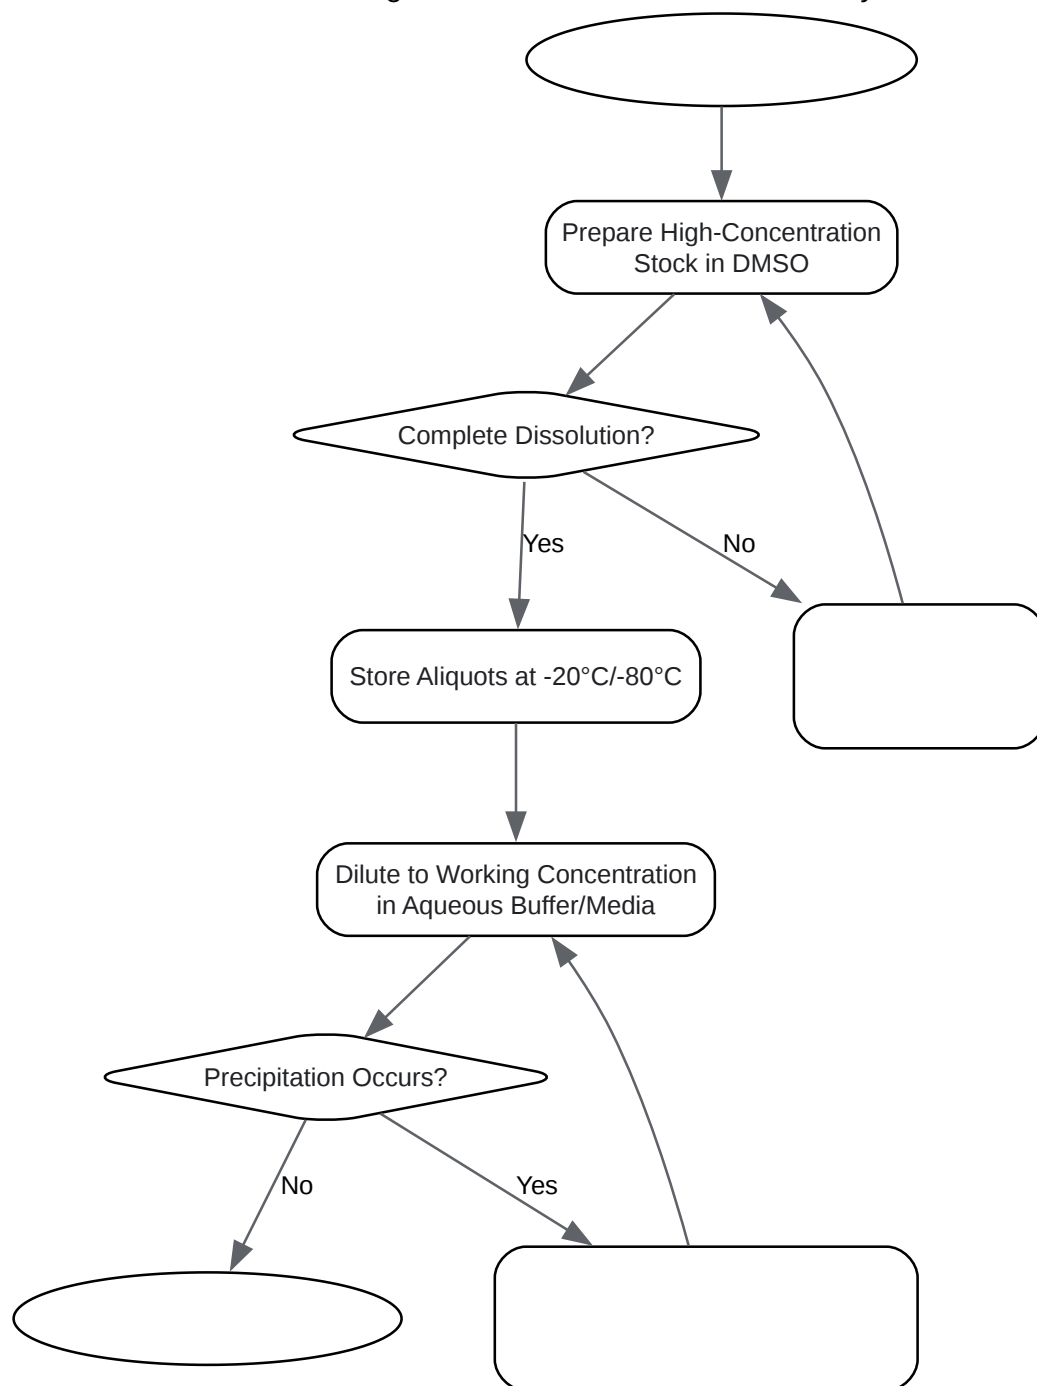 Prepare High-Concentration
Stock in DMSO
Complete Dissolution?
Yes
No
Store Aliquots at -20°C/-80°C
Dilute to Working Concentration
in Aqueous Buffer/Media
Precipitation Occurs?
No
Yes